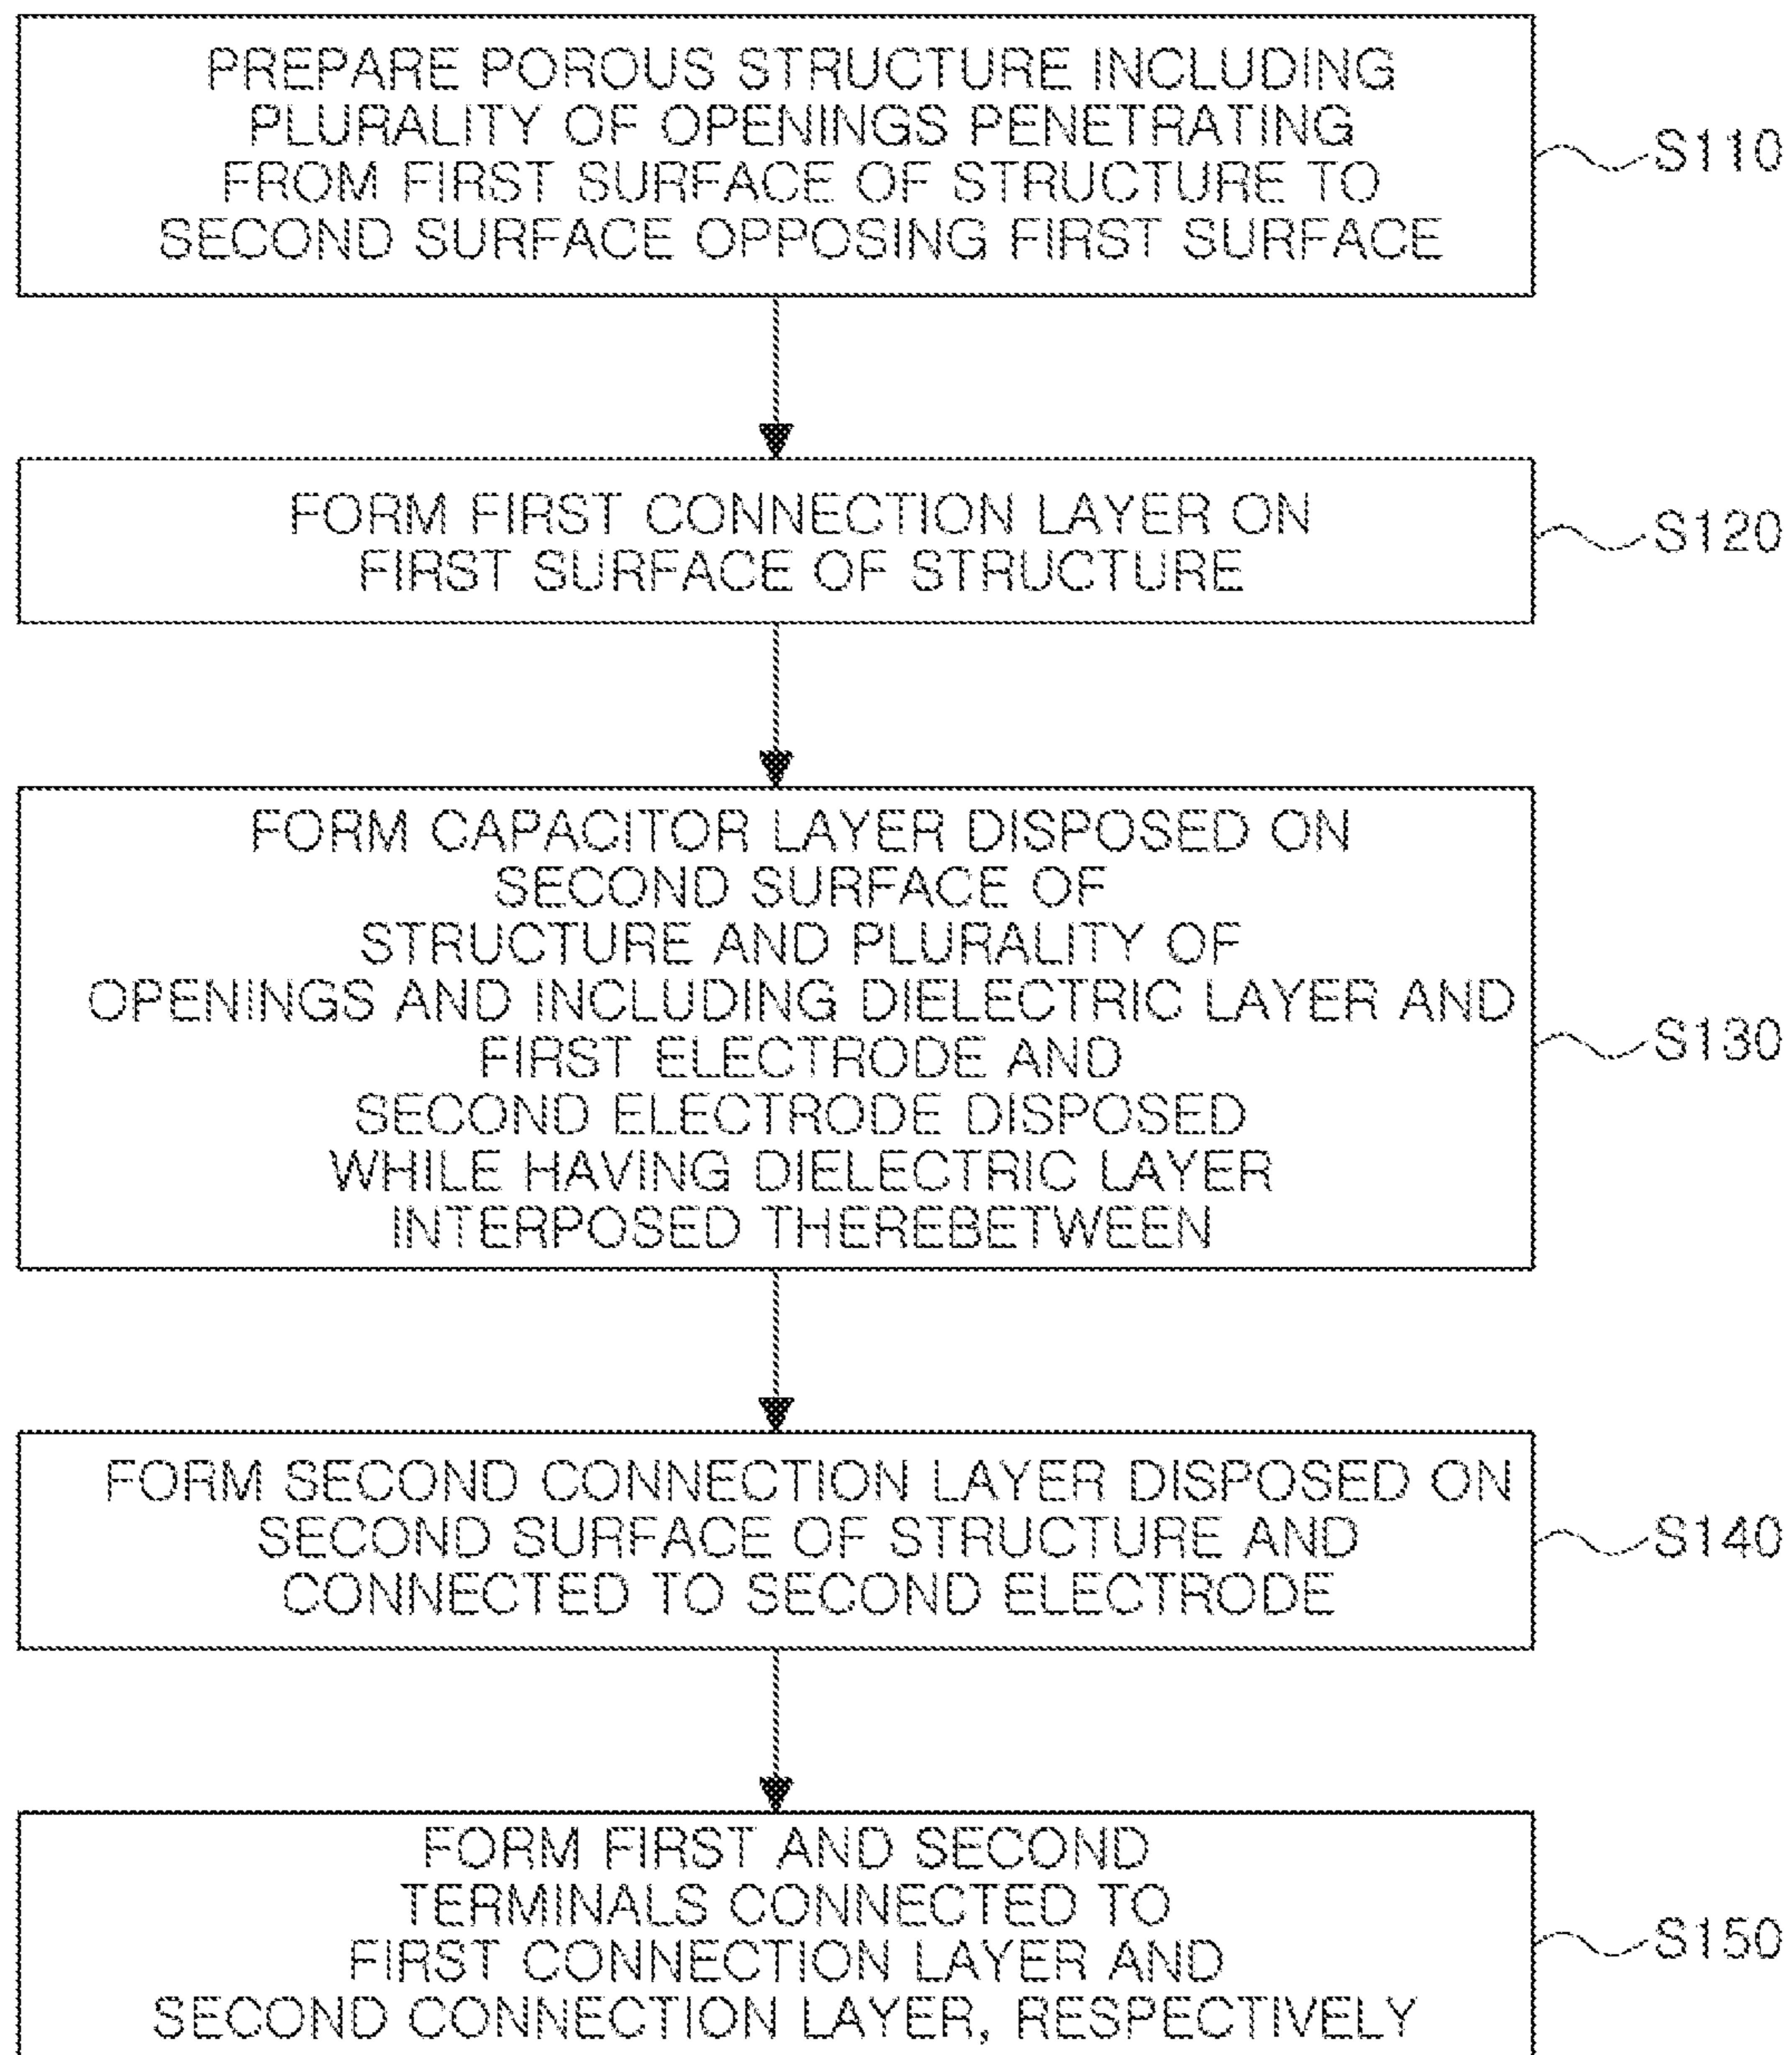 PREPARE POROUS STRUCTURE INCLUDING
PLURALITY OF OPENINGS PENETRATING
FROM FIRST SURFACE OF STRUCTURE TO
SECOND SURFACE OPPOSING FIRST SURFACE
S110
FORM FIRST CONNECTION LAYER ON
FIRST SURFACE OF STRUCTURE
S120
FORM CAPACITOR LAYER DISPOSED ON
SECOND SURFACE OF
STRUCTURE AND PLURALITY OF
OPENINGS AND INCLUDING DIELECTRIC LAYER AND
FIRST ELECTRODE AND
SECOND ELECTRODE DISPOSED
WHILE HAVING DIELECTRIC LAYER
INTERPOSED THEREBETWEEN
S130
FORM SECOND CONNECTION LAYER DISPOSED ON
SECOND SURFACE OF STRUCTURE AND
CONNECTED TO SECOND ELECTRODE
S140
FORM FIRST AND SECOND
TERMINALS CONNECTED TO
FIRST CONNECTION LAYER AND
SECOND CONNECTION LAYER, RESPECTIVELY
S150